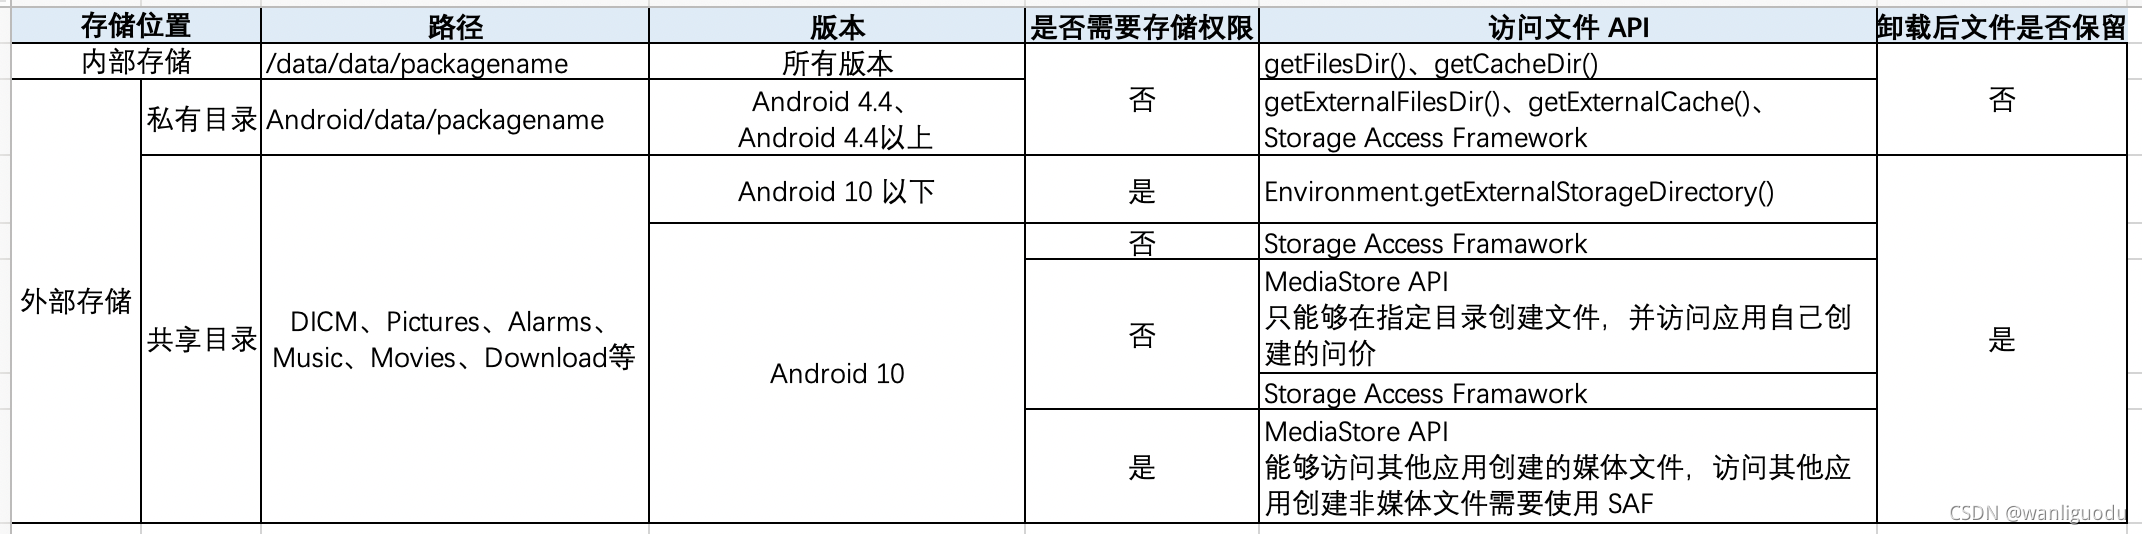 存储位置 路径 版本 是否需要存储权限 访问文件 API 卸载后文件是否保留
内部存储 /data/data/packagename 所有版本 否 getFilesDir()、getCacheDir() 否
外部存储 私有目录 Android/data/packagename Android 4.4、
Android 4.4以上 getExternalFilesDir()、getExternalCache()、
Storage Access Framework
共享目录 DICM、Pictures、Alarms、
Music、Movies、Download等 Android 10 以下 是 Environment.getExternalStorageDirectory() 是
Android 10 否 Storage Access Framawork
否 MediaStore API
只能够在指定目录创建文件，并访问应用自己创
建的问价
Storage Access Framawork
是 MediaStore API
能够访问其他应用创建的媒体文件，访问其他应
用创建非媒体文件需要使用 SAF
CSDN @wanliguodu